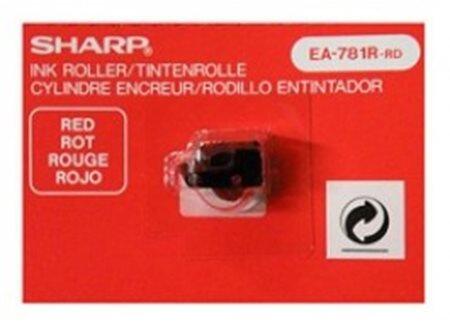 SHARP®
EA-781R-RD
INK ROLLER/TINTENROLLE
CYLINDRE ENCREUR/RODILLO ENTINTADOR
RED
ROT
ROUGE
ROJO